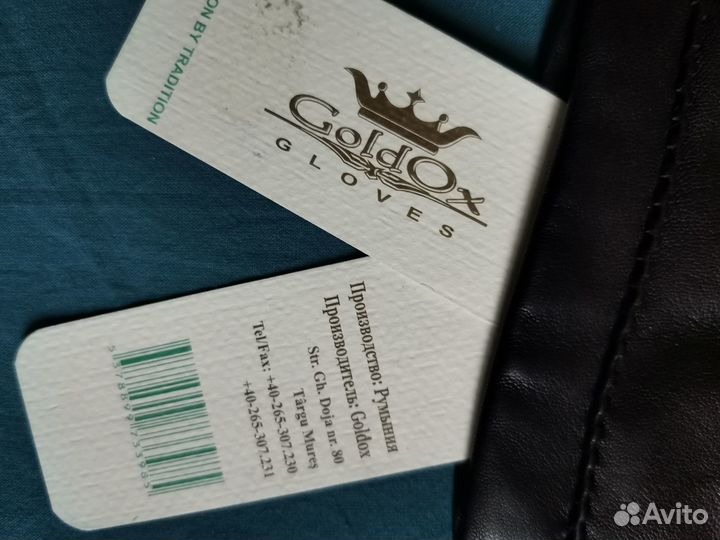 ION BY TRADITION
GoldOx
GLOVES
Производство: Румыния
Производитель: Goldox
Str. Gh. Doja nr. 80
Târgu Mureș
Tel/Fax: +40-265-307.230
+40-265-307.231
Avito